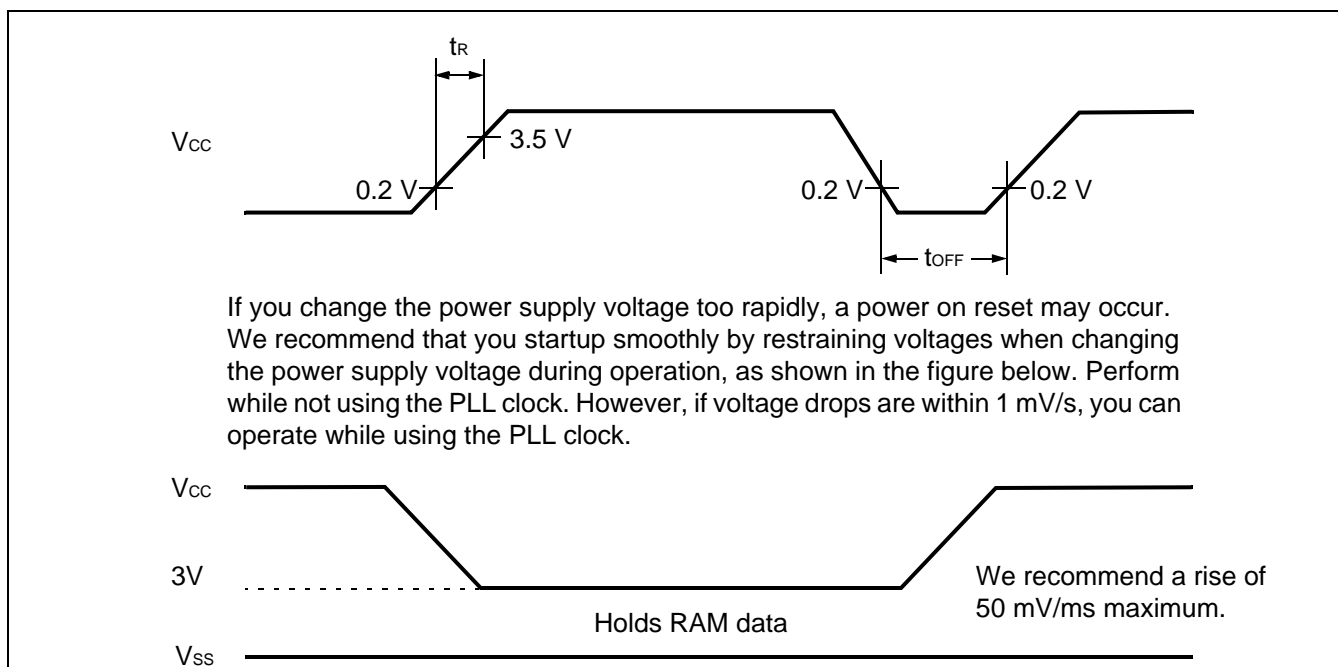 tR
VCC
3.5 V
0.2 V
0.2 V
0.2 V
tOFF
If you change the power supply voltage too rapidly, a power on reset may occur.
We recommend that you startup smoothly by restraining voltages when changing
the power supply voltage during operation, as shown in the figure below. Perform
while not using the PLL clock. However, if voltage drops are within 1 mV/s, you can
operate while using the PLL clock.
VCC
3V
We recommend a rise of
50 mV/ms maximum.
Holds RAM data
VSS